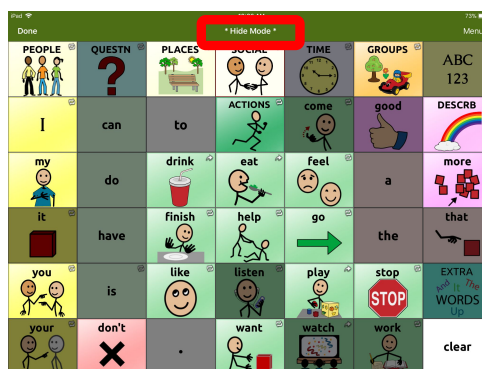 iPad 73%
Done * Hide Mode * Menu
PEOPLE QUESTN PLACES SOCIAL TIME GROUPS ABC
123
I can to ACTIONS come good DESCRB
my do drink eat feel a more
it have finish help go the that
you is like listen play stop EXTRA
STOP And It The
WORDS
Up
your don't . want watch work clear